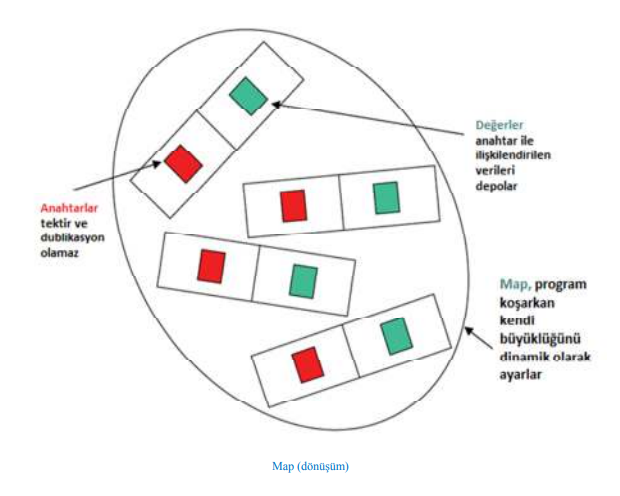 Değerler
anahtar ile
ilişkilendirilen
verileri
depolar
Anahtarlar
tektir ve
dublikasyon
olamaz
Map, program
koşarkan
kendi
büyüklüğünü
dinamik olarak
ayarlar
Map (dönüşüm)